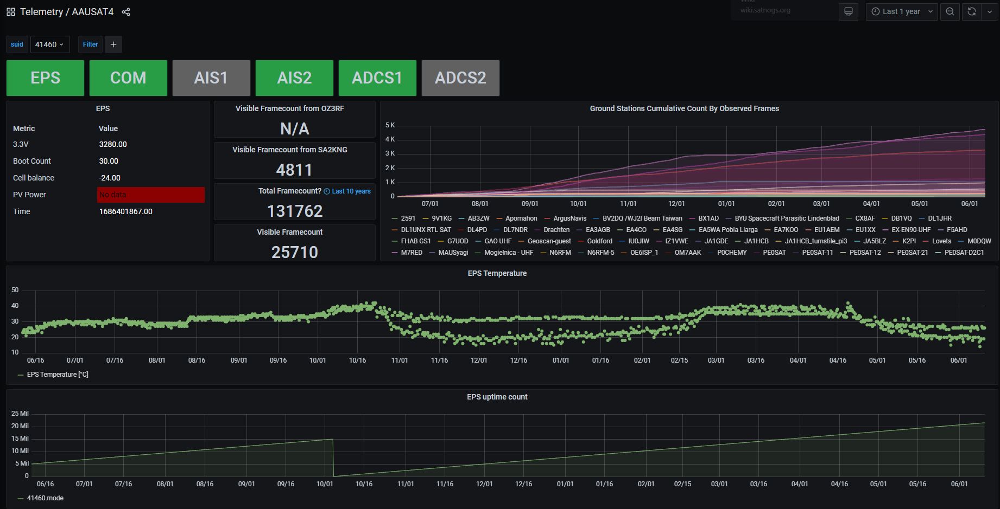 Telemetry / AAUSAT4
wiki.satnogs.org
Last 1 year
suid 41460 Filter +
EPS COM AIS1 AIS2 ADCS1 ADCS2
EPS
Metric Value
3.3V 3280.00
Boot Count 30.00
Cell balance -24.00
PV Power No data
Time 1686401867.00
Visible Framecount from OZ3RF
N/A
Visible Framecount from SA2KNG
4811
Total Framecount? Last 10 years
131762
Visible Framecount
25710
Ground Stations Cumulative Count By Observed Frames
5 K
4 K
3 K
2 K
1 K
0
07/01 08/01 09/01 10/01 11/01 12/01 01/01 02/01 03/01 04/01 05/01 06/01
2591 9V1KG AB3ZW Apomahon ArgusNavis BV2DQ /WJ2I Beam Taiwan BX1AD BYU Spacecraft Parasitic Lindenblad CX8AF DB1VQ DL1JHR
DL1UNX RTL SAT DL4PD DL7NDR Drachten EA3AGB EA4CO EA4SG EA5WA Pobla Llarga EA7KOO EU1AEM EU1XX EX-EN90-UHF F5AHD
FHAB GS1 G7UOD GAO UHF Geoscan-guest Goldford IU0JIW IZ1VWE JA1GDE JA1HCB JA1HCB_turnstile_pi3 JA5BLZ K2PI Lovets M0DQW
M7RED MAUSyagi Mogielnica - UHF N6RFM N6RFM-5 OE6ISP_1 OM7AAK P0CHEMY PE0SAT PE0SAT-11 PE0SAT-12 PE0SAT-21 PE0SAT-D2C1
EPS Temperature
50
40
30
20
10
06/16 07/01 07/16 08/01 08/16 09/01 09/16 10/01 10/16 11/01 11/16 12/01 12/16 01/01 01/16 02/01 02/15 03/01 03/16 04/01 04/16 05/01 05/16 06/01
EPS Temperature [°C]
EPS uptime count
25 Mil
20 Mil
15 Mil
10 Mil
5 Mil
0
06/16 07/01 07/16 08/01 08/16 09/01 09/16 10/01 10/16 11/01 11/16 12/01 12/16 01/01 01/16 02/01 02/15 03/01 03/16 04/01 04/16 05/01 05/16 06/01
41460.mode